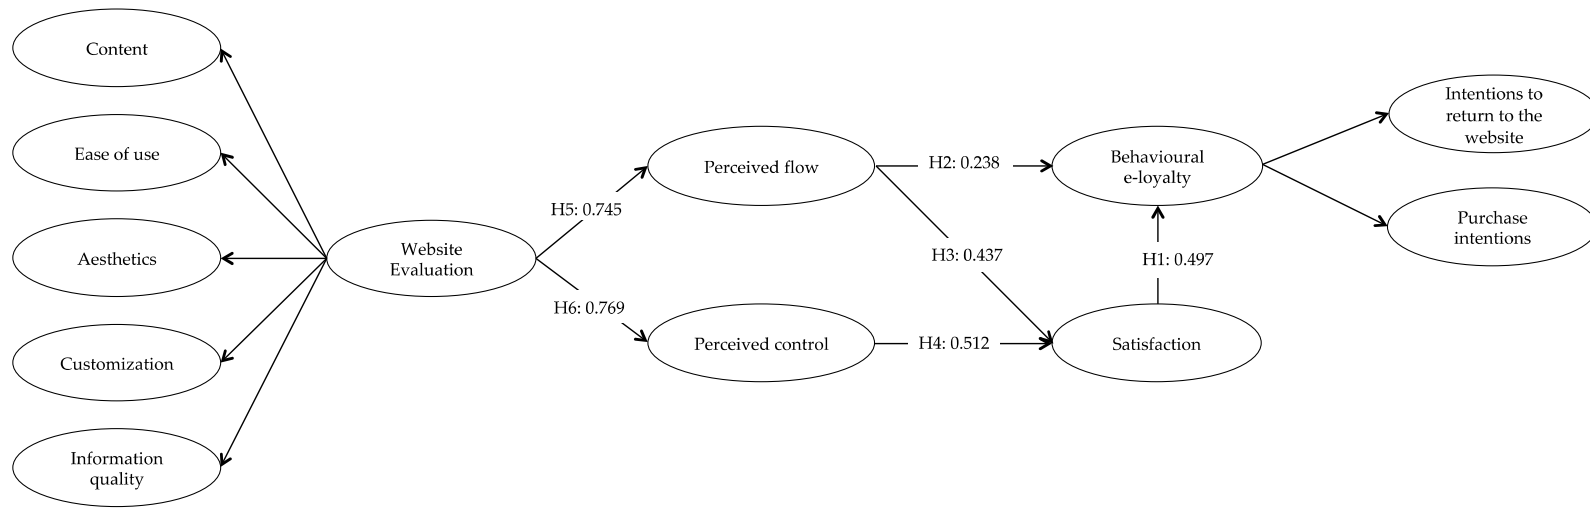 Content
Ease of use
Aesthetics
Customization
Information
quality
Website
Evaluation
H5: 0.745
H6: 0.769
Perceived flow
Perceived control
H2: 0.238
H3: 0.437
H4: 0.512
Behavioural
e-loyalty
H1: 0.497
Satisfaction
Intentions to
return to the
website
Purchase
intentions